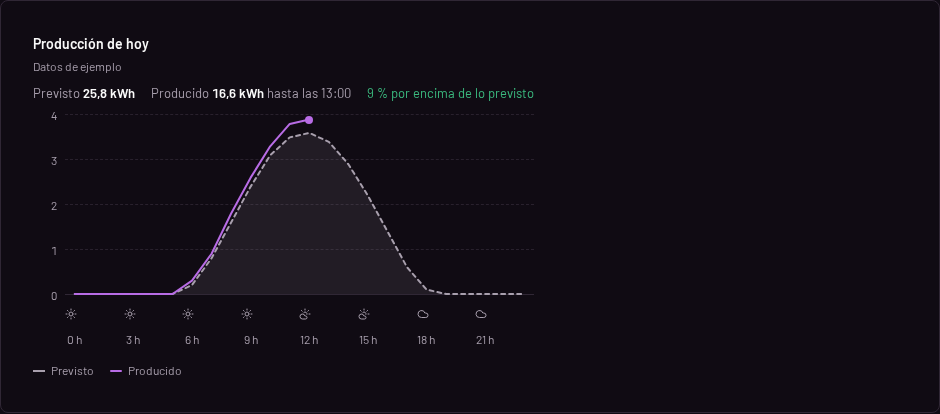 Producción de hoy
Datos de ejemplo
Previsto 25,8 kWh Producido 16,6 kWh hasta las 13:00 9 % por encima de lo previsto
4
3
2
1
0
0 h 3 h 6 h 9 h 12 h 15 h 18 h 21 h
Previsto Producido